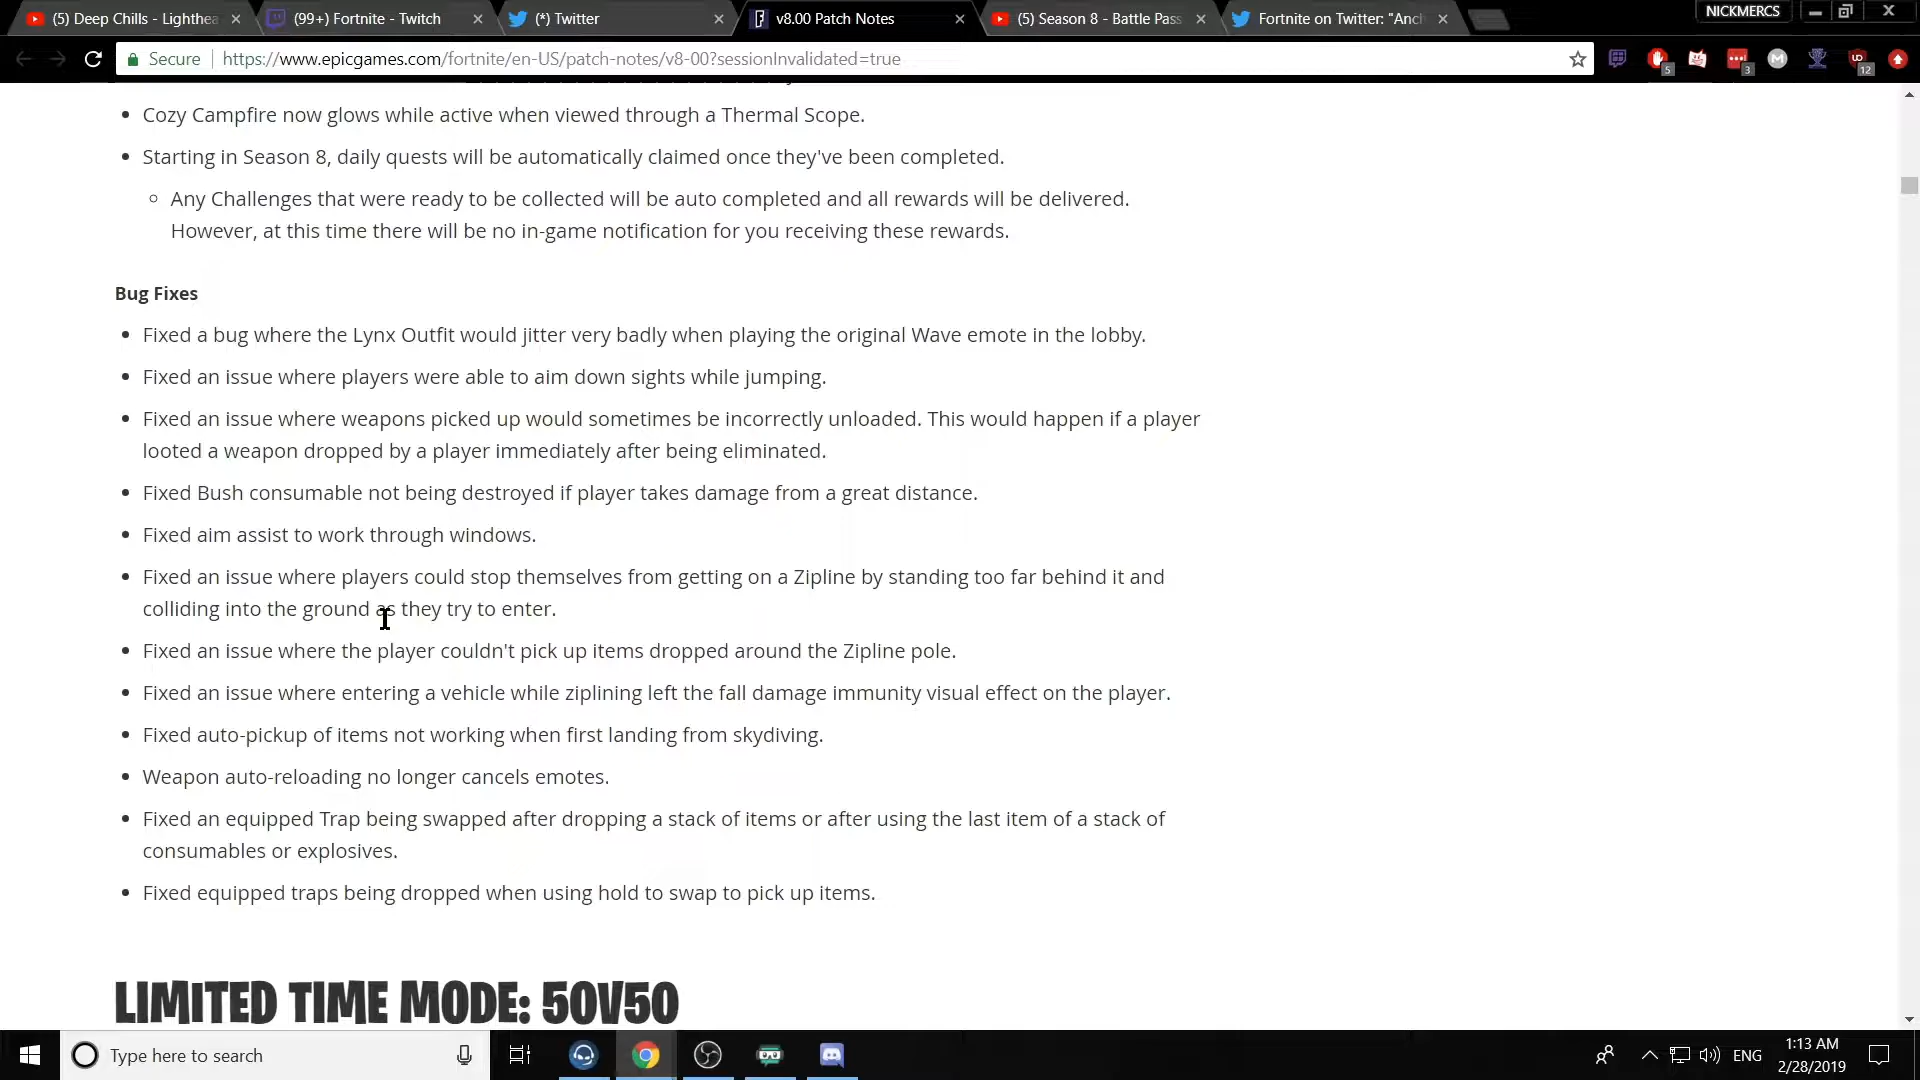 (5) Deep Chills - Lighthea
(99+) Fortnite - Twitch
(*) Twitter
v8.00 Patch Notes
(5) Season 8 - Battle Pass
Fortnite on Twitter: "Anch
NICKMERCS
Secure
https://www.epicgames.com/fortnite/en-US/patch-notes/v8-00?sessionInvalidated=true
5
3
M
12
Cozy Campfire now glows while active when viewed through a Thermal Scope.
Starting in Season 8, daily quests will be automatically claimed once they've been completed.
Any Challenges that were ready to be collected will be auto completed and all rewards will be delivered.
However, at this time there will be no in-game notification for you receiving these rewards.
Bug Fixes
Fixed a bug where the Lynx Outfit would jitter very badly when playing the original Wave emote in the lobby.
Fixed an issue where players were able to aim down sights while jumping.
Fixed an issue where weapons picked up would sometimes be incorrectly unloaded. This would happen if a player
looted a weapon dropped by a player immediately after being eliminated.
Fixed Bush consumable not being destroyed if player takes damage from a great distance.
Fixed aim assist to work through windows.
Fixed an issue where players could stop themselves from getting on a Zipline by standing too far behind it and
colliding into the ground as they try to enter.
Fixed an issue where the player couldn't pick up items dropped around the Zipline pole.
Fixed an issue where entering a vehicle while ziplining left the fall damage immunity visual effect on the player.
Fixed auto-pickup of items not working when first landing from skydiving.
Weapon auto-reloading no longer cancels emotes.
Fixed an equipped Trap being swapped after dropping a stack of items or after using the last item of a stack of
consumables or explosives.
Fixed equipped traps being dropped when using hold to swap to pick up items.
LIMITED TIME MODE: 50V50
Type here to search
ENG
1:13 AM
2/28/2019